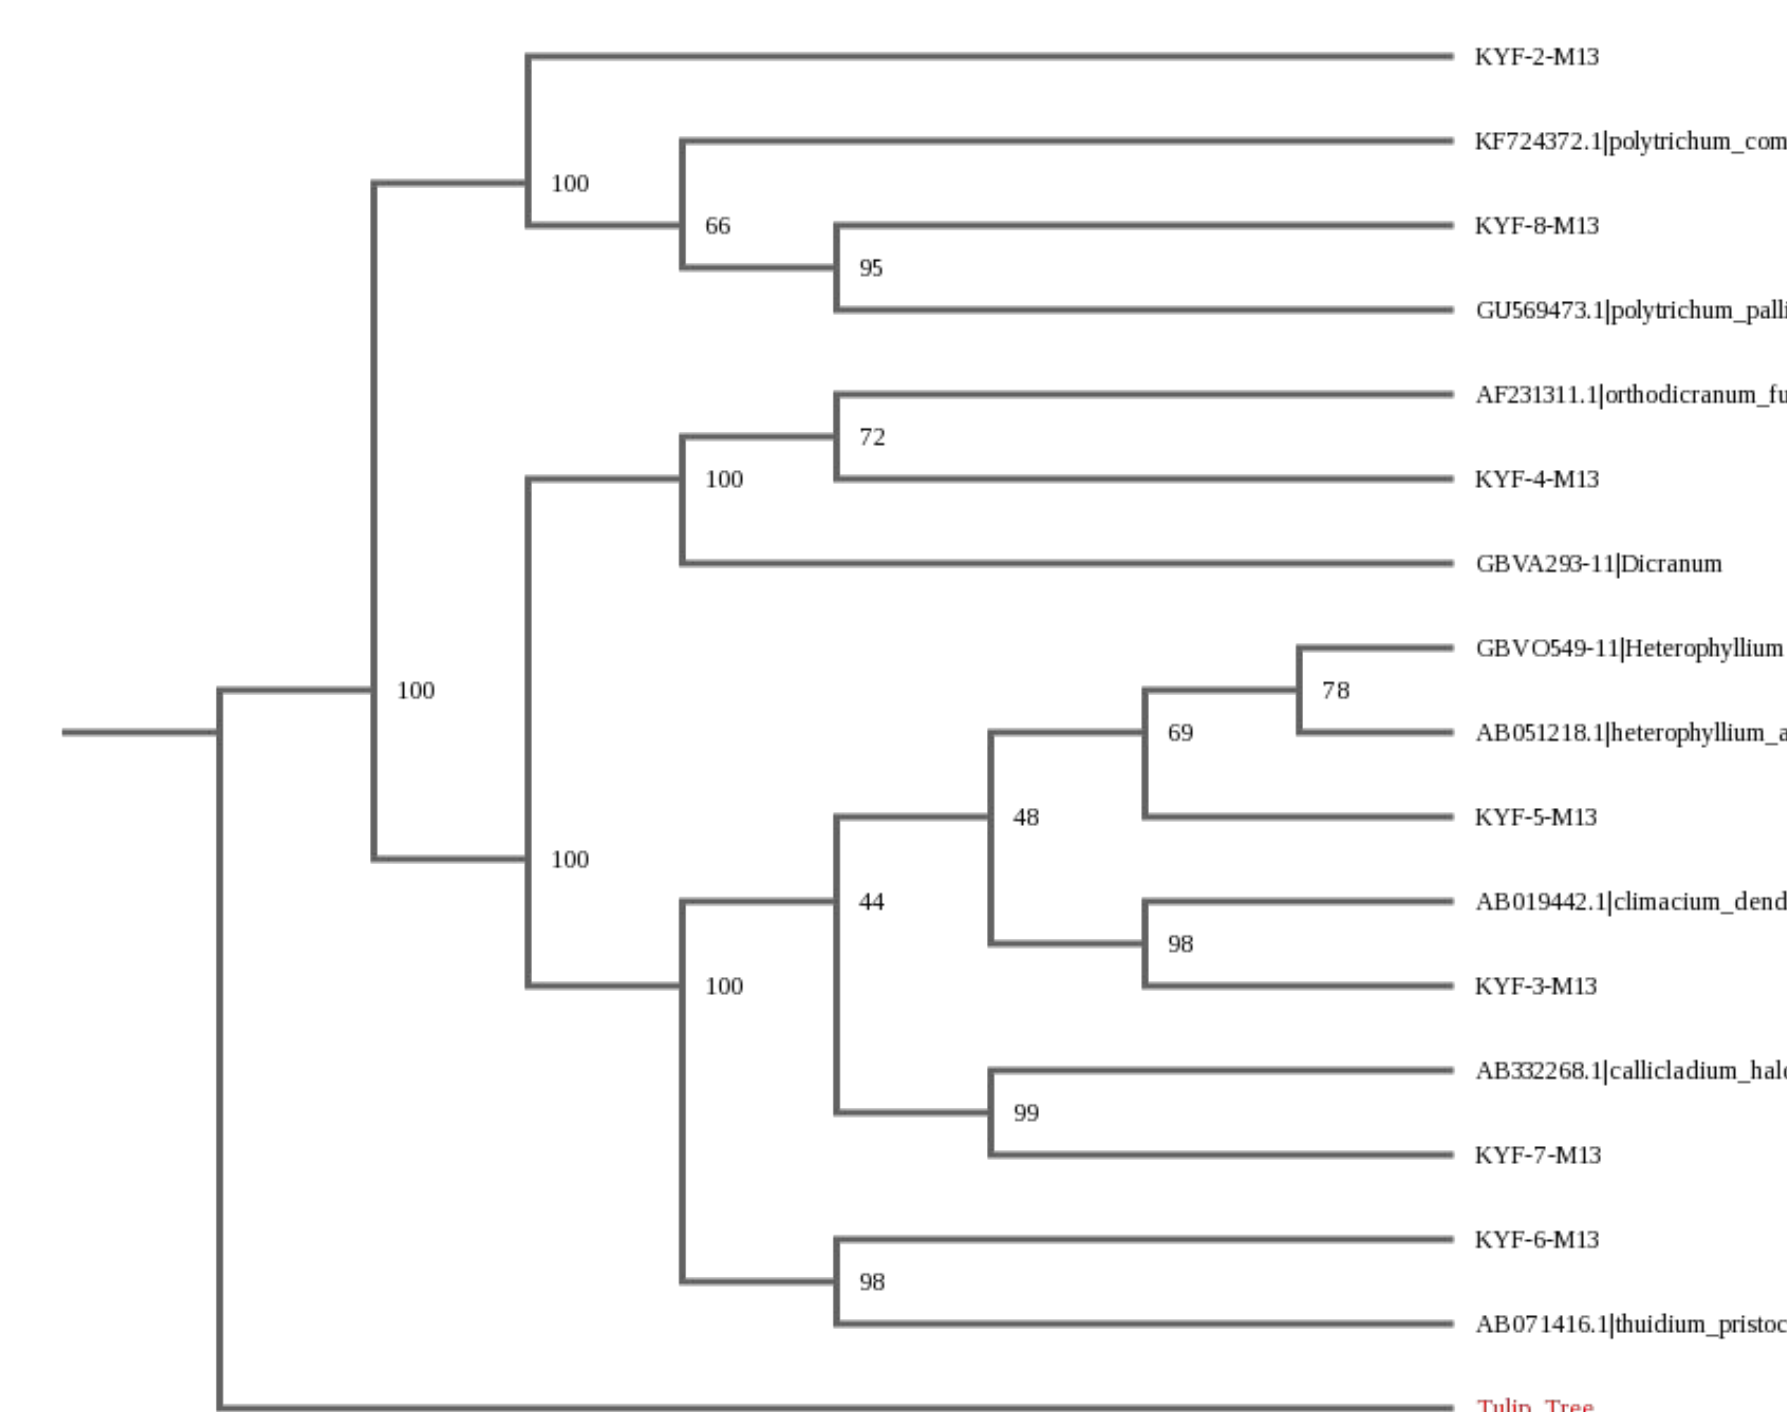 KYF-2-M13
KF724372.1|polytrichum_com
100
KYF-8-M13
66
95
GU569473.1|polytrichum_palli
AF231311.1|orthodicranum_fu
72
KYF-4-M13
100
GBVA293-11|Dicranum
GBVO549-11|Heterophyllium
78
100
AB051218.1|heterophyllium_a
69
KYF-5-M13
48
100
AB019442.1|climacium_dend
44
98
KYF-3-M13
100
AB332268.1|callicladium_halo
99
KYF-7-M13
KYF-6-M13
98
AB071416.1|thuidium_pristoc
Tulip_Tree